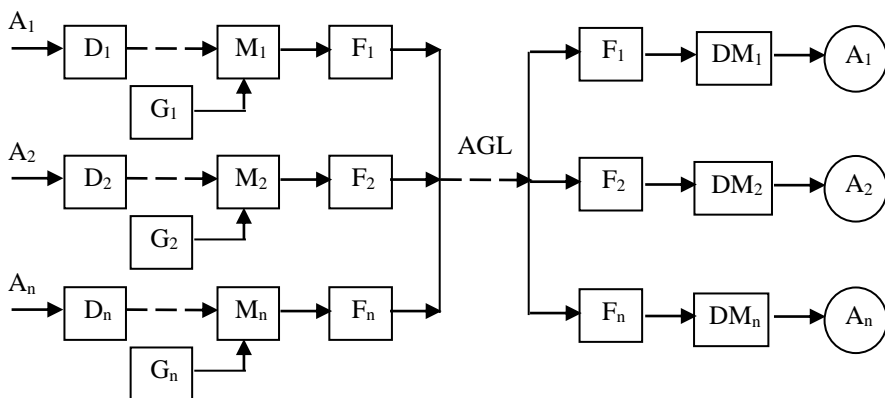 A₁
D₁ M₁ F₁ F₁ DM₁ A₁
G₁
AGL
A₂
D₂ M₂ F₂ F₂ DM₂ A₂
G₂
Aₙ
Dₙ Mₙ Fₙ Fₙ DMₙ Aₙ
Gₙ